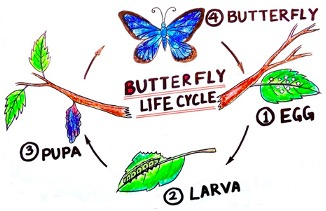 ④ BUTTERFLY
BUTTERFLY
LIFE CYCLE
① EGG
② LARVA
③ PUPA